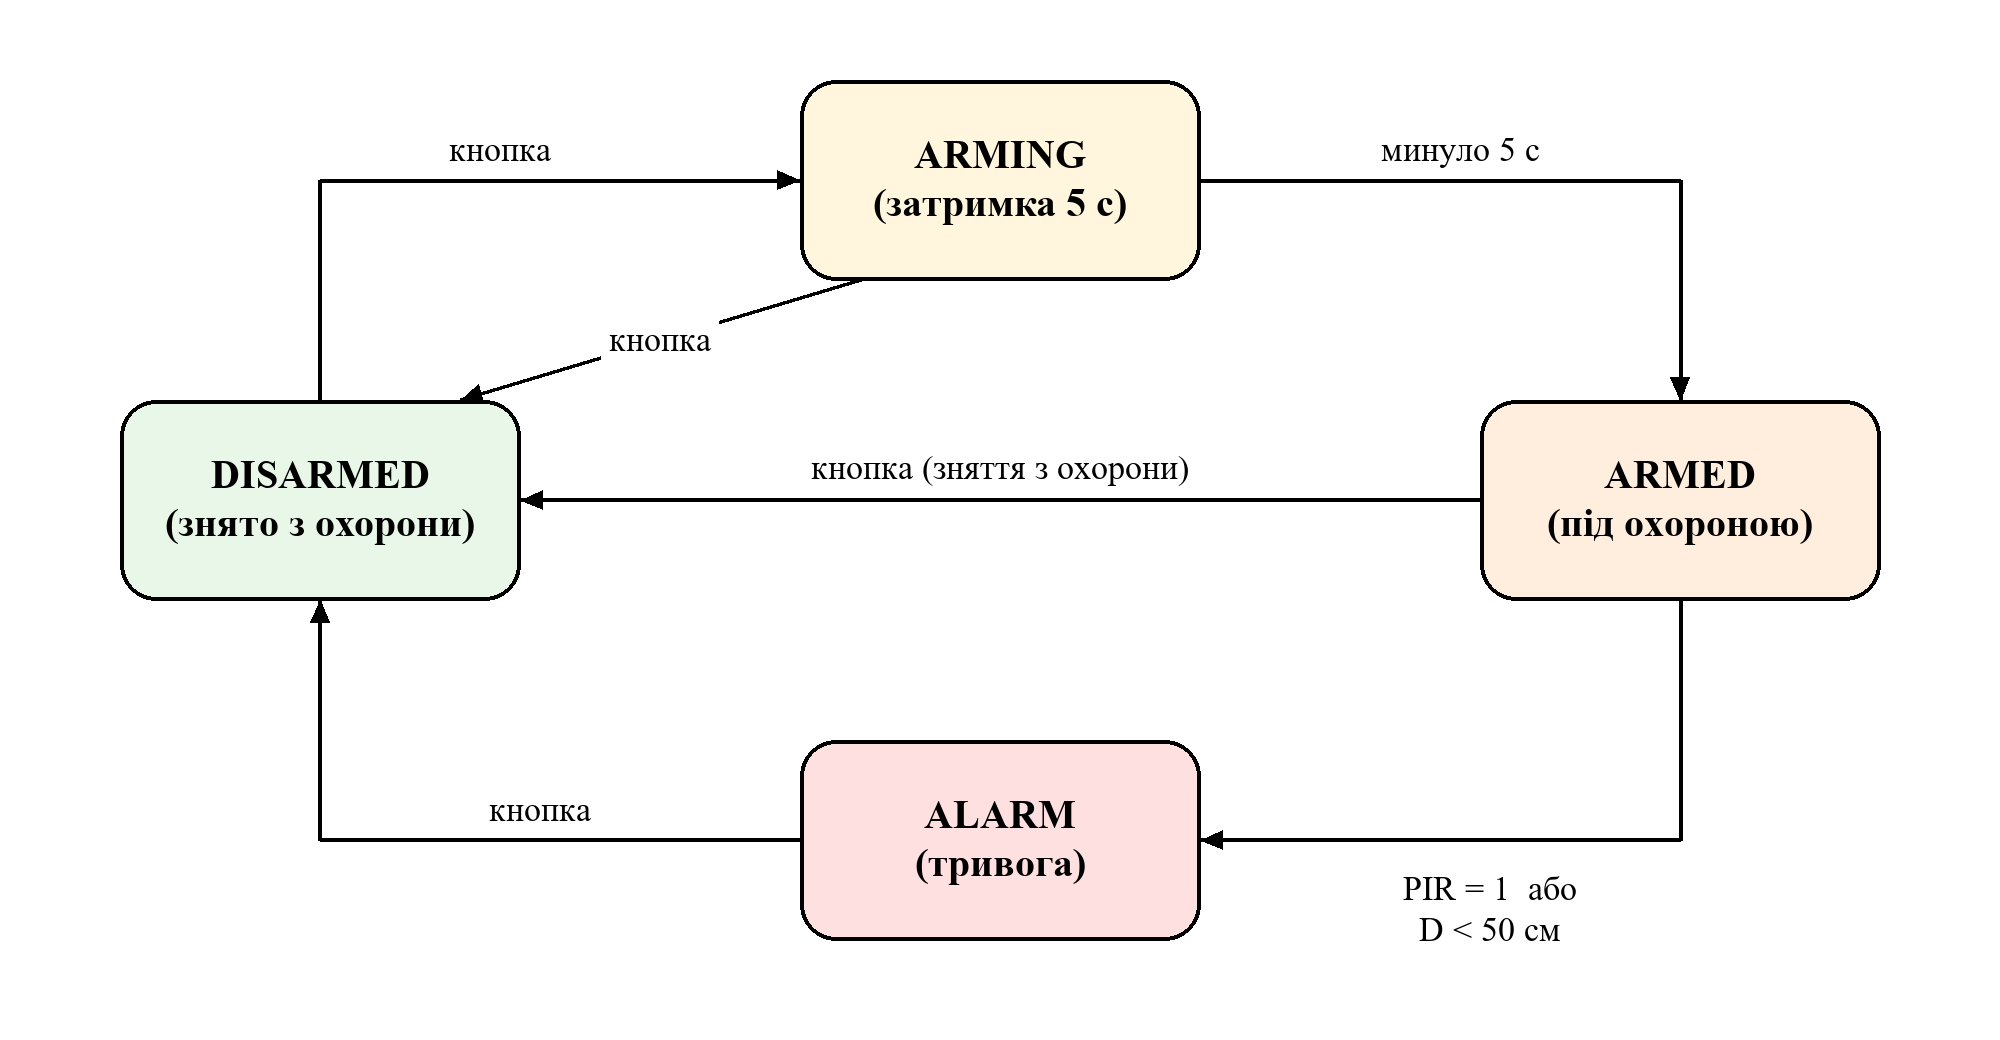 ARMING
(затримка 5 с)
кнопка
минуло 5 с
кнопка
DISARMED
(знято з охорони)
кнопка (зняття з охорони)
ARMED
(під охороною)
кнопка
ALARM
(тривога)
PIR = 1 або
D < 50 см